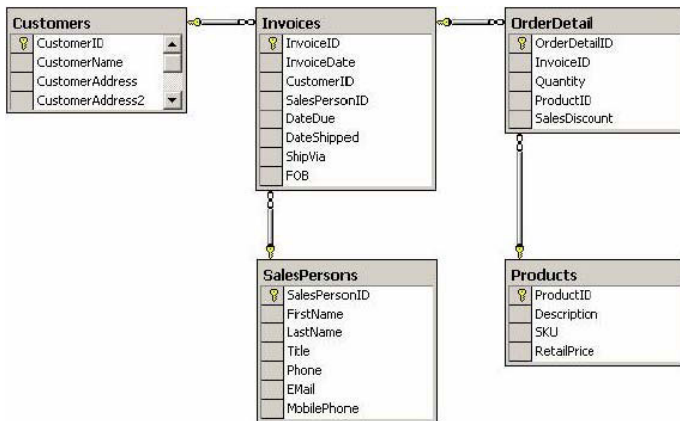 Customers
CustomerID
CustomerName
CustomerAddress
CustomerAddress2
Invoices
InvoiceID
InvoiceDate
CustomerID
SalesPersonID
DateDue
DateShipped
ShipVia
FOB
OrderDetail
OrderDetailID
InvoiceID
Quantity
ProductID
SalesDiscount
SalesPersons
SalesPersonID
FirstName
LastName
Title
Phone
EMail
MobilePhone
Products
ProductID
Description
SKU
RetailPrice